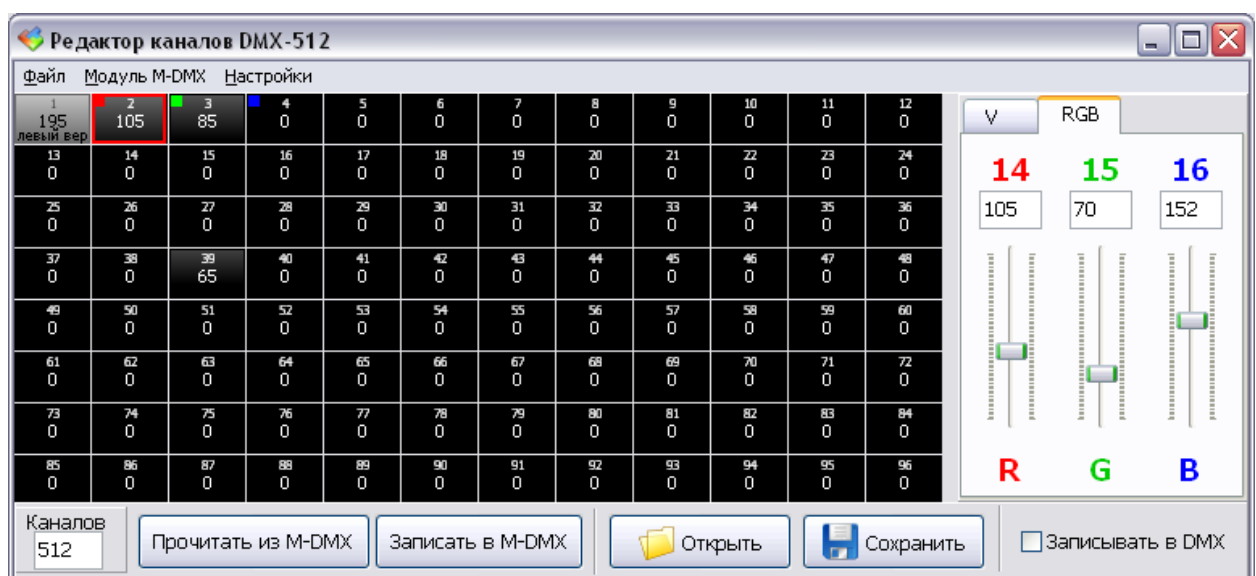 Редактор каналов DMX-512
Файл Модуль M-DMX Настройки
1 2 3 4 5 6 7 8 9 10 11 12
195 105 85 0 0 0 0 0 0 0 0 0
левый вер
13 14 15 16 17 18 19 20 21 22 23 24
0 0 0 0 0 0 0 0 0 0 0 0
25 26 27 28 29 30 31 32 33 34 35 36
0 0 0 0 0 0 0 0 0 0 0 0
37 38 39 40 41 42 43 44 45 46 47 48
0 0 65 0 0 0 0 0 0 0 0 0
49 50 51 52 53 54 55 56 57 58 59 60
0 0 0 0 0 0 0 0 0 0 0 0
61 62 63 64 65 66 67 68 69 70 71 72
0 0 0 0 0 0 0 0 0 0 0 0
73 74 75 76 77 78 79 80 81 82 83 84
0 0 0 0 0 0 0 0 0 0 0 0
85 86 87 88 89 90 91 92 93 94 95 96
0 0 0 0 0 0 0 0 0 0 0 0
V RGB
14 15 16
105 70 152
R G B
Каналов
512
Прочитать из M-DMX Записать в M-DMX Открыть Сохранить Записывать в DMX